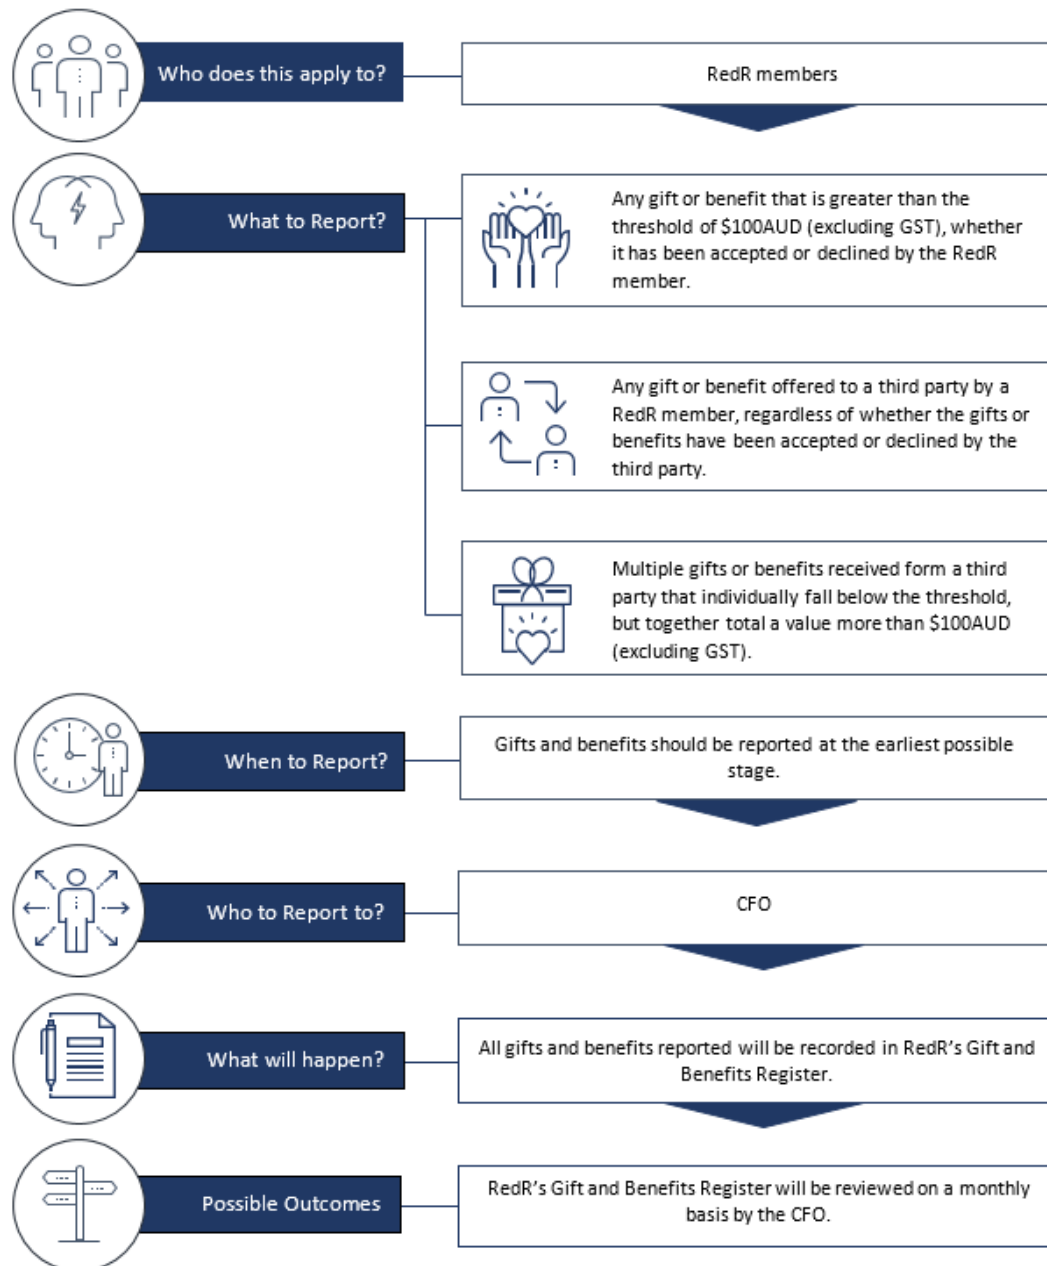 Who does this apply to?
RedR members
What to Report?
Any gift or benefit that is greater than the
threshold of $100AUD (excluding GST), whether
it has been accepted or declined by the RedR
member.
Any gift or benefit offered to a third party by a
RedR member, regardless of whether the gifts or
benefits have been accepted or declined by the
third party.
Multiple gifts or benefits received form a third
party that individually fall below the threshold,
but together total a value more than $100AUD
(excluding GST).
When to Report?
Gifts and benefits should be reported at the earliest possible
stage.
Who to Report to?
CFO
What will happen?
All gifts and benefits reported will be recorded in RedR’s Gift and
Benefits Register.
Possible Outcomes
RedR’s Gift and Benefits Register will be reviewed on a monthly
basis by the CFO.